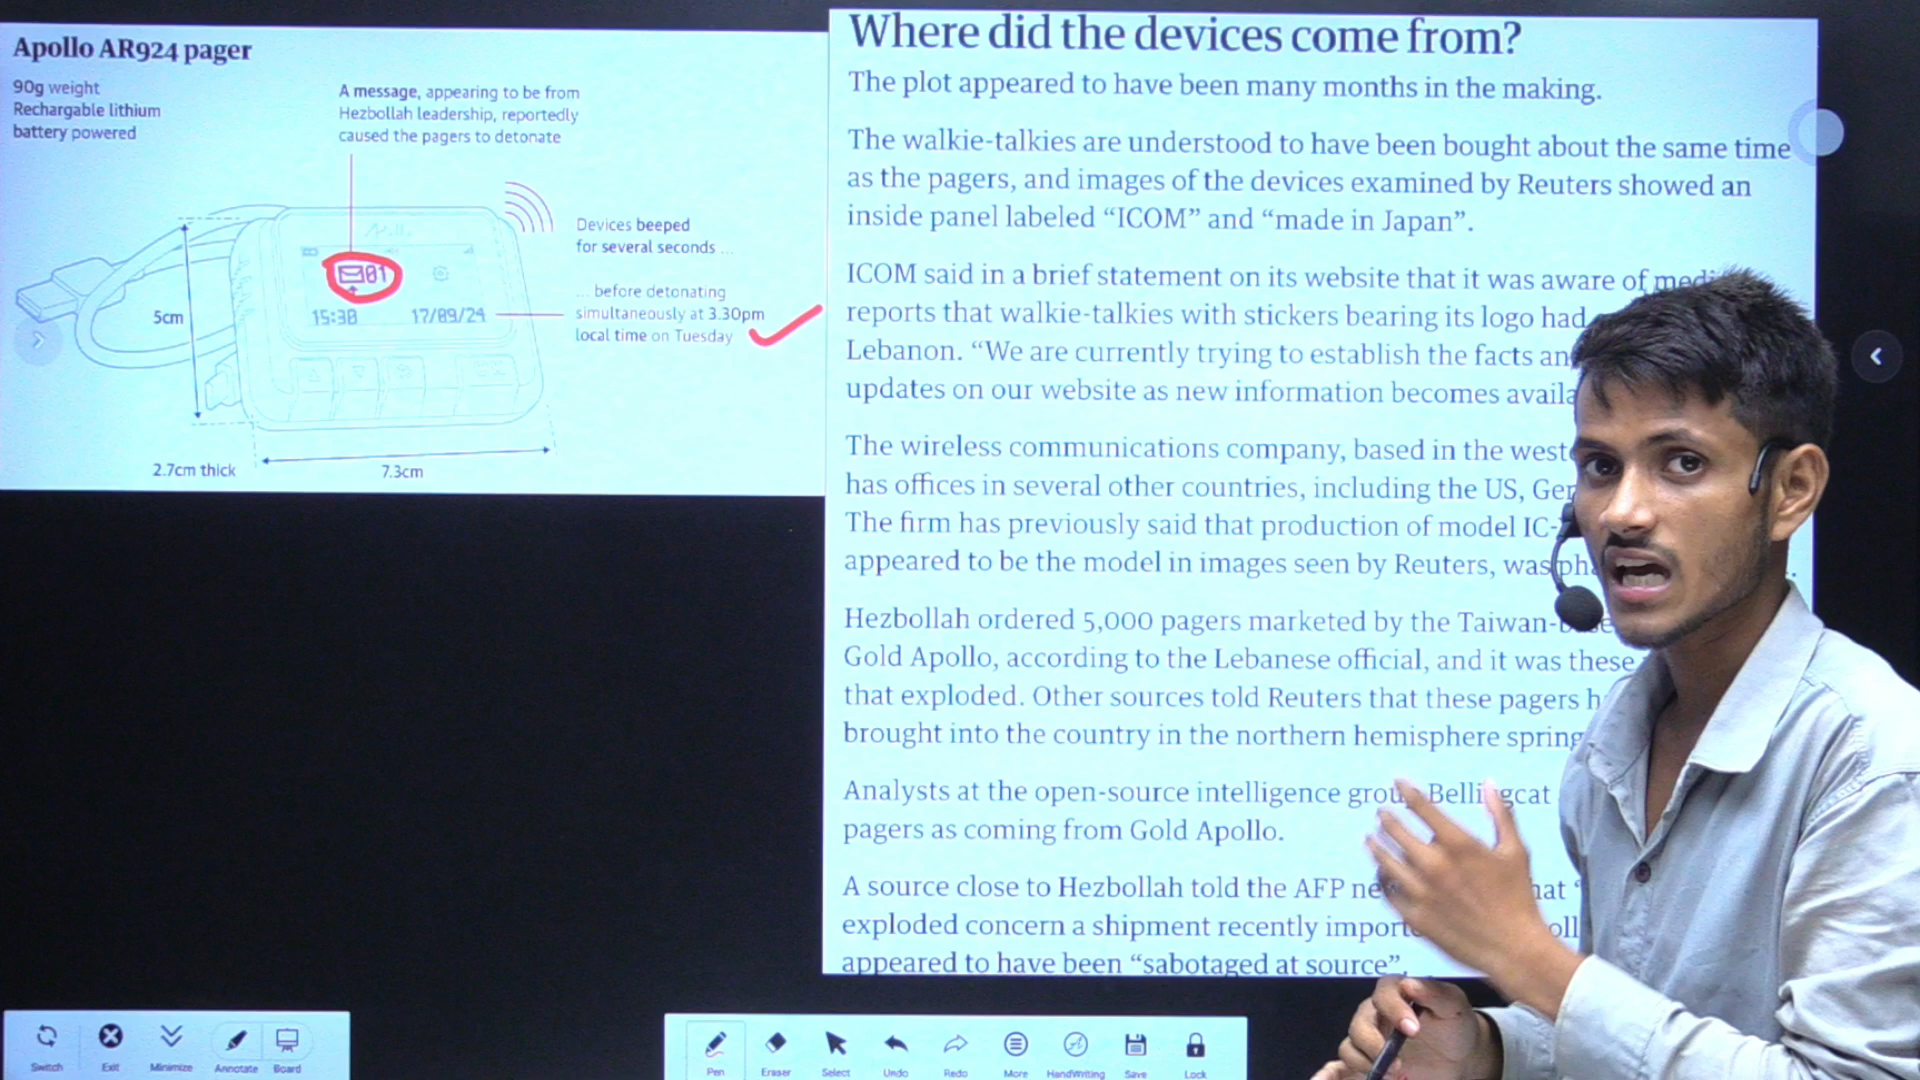 Apollo AR924 pager
90g weight
Rechargable lithium
battery powered
A message, appearing to be from
Hezbollah leadership, reportedly
caused the pagers to detonate
Devices beeped
for several seconds ...
... before detonating
simultaneously at 3.30pm
local time on Tuesday
Apollo
01
15:30 17/09/24
5cm
2.7cm thick
7.3cm
Where did the devices come from?
The plot appeared to have been many months in the making.
The walkie-talkies are understood to have been bought about the same time
as the pagers, and images of the devices examined by Reuters showed an
inside panel labeled “ICOM” and “made in Japan”.
ICOM said in a brief statement on its website that it was aware of
reports that walkie-talkies with stickers bearing its logo had
Lebanon. “We are currently trying to establish the facts
updates on our website as new information becomes
The wireless communications company, based in the
has offices in several other countries, including the US,
The firm has previously said that production of model
appeared to be the model in images seen by Reuters, was
Hezbollah ordered 5,000 pagers marketed by the
Gold Apollo, according to the Lebanese official, and it was these
that exploded. Other sources told Reuters that these pagers
brought into the country in the northern hemisphere spring
Analysts at the open-source intelligence group Bellingcat
pagers as coming from Gold Apollo.
A source close to Hezbollah told the AFP
exploded concern a shipment recently
appeared to have been “sabotaged at source”.
Switch Exit Minimize Annotate Board
Pen Eraser Select Undo Redo More HandWriting Save Lock